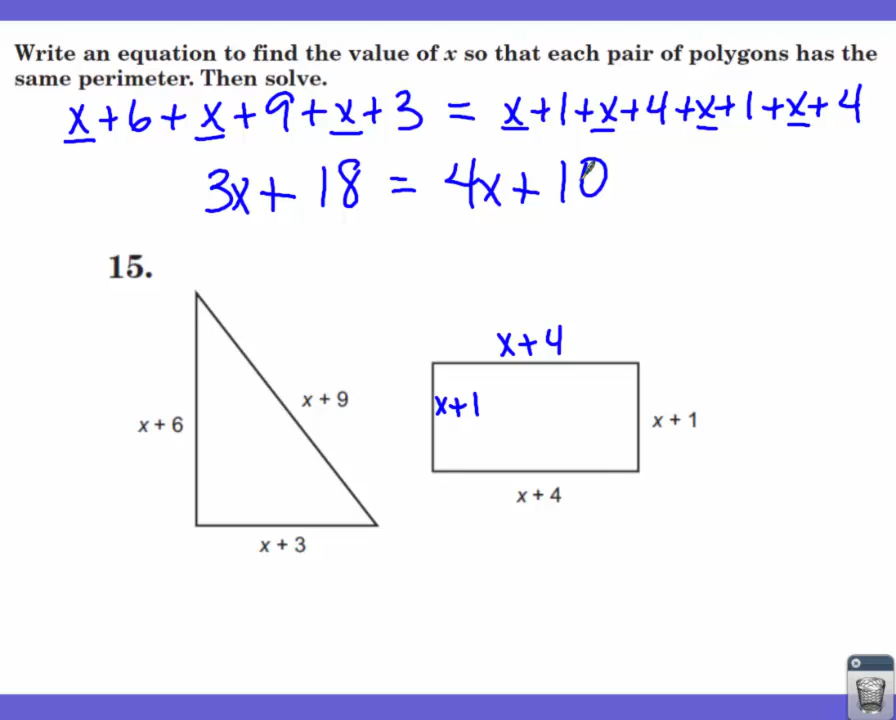 Write an equation to find the value of x so that each pair of polygons has the
same perimeter. Then solve.
x+6+x+9+x+3 = x+1+x+4+x+1+x+4
3x+18 = 4x+10
15.
x+4
x + 9
x+1
x + 6
x + 1
x + 4
x + 3